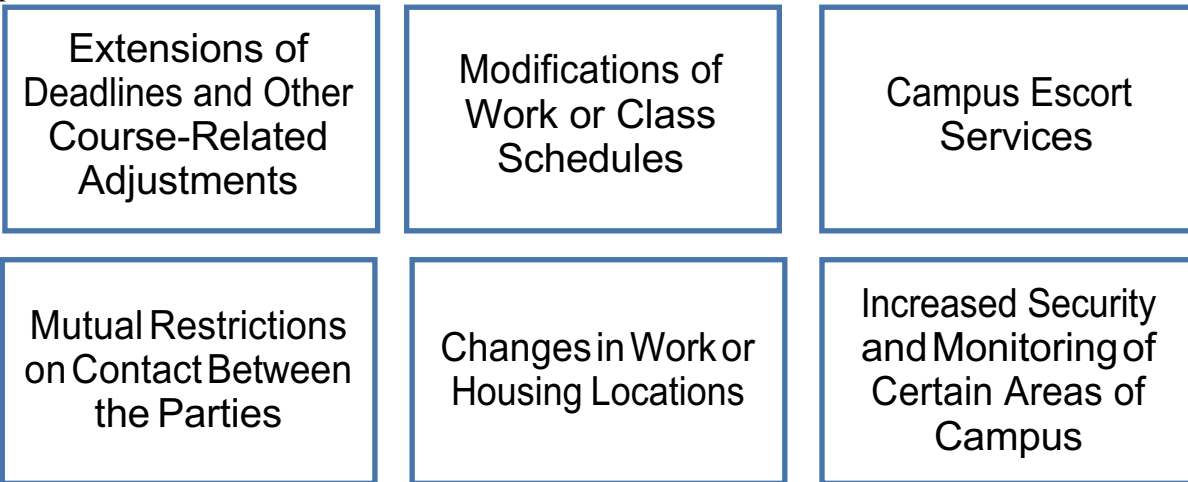 Extensions of
Deadlines and Other
Course-Related
Adjustments
Modifications of
Work or Class
Schedules
Campus Escort
Services
Mutual Restrictions
on Contact Between
the Parties
Changes in Work or
Housing Locations
Increased Security
and Monitoring of
Certain Areas of
Campus